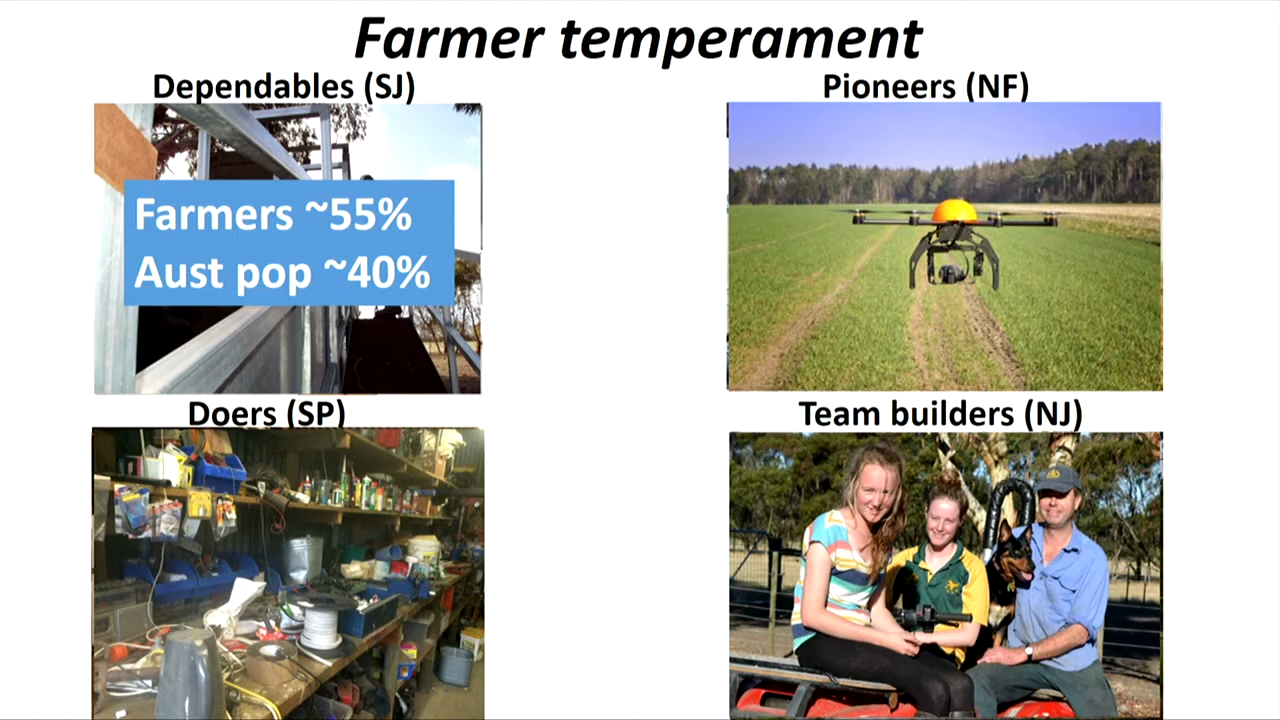 Farmer temperament
Dependables (SJ)
Pioneers (NF)
Farmers ~55%
Aust pop ~40%
Doers (SP)
Team builders (NJ)